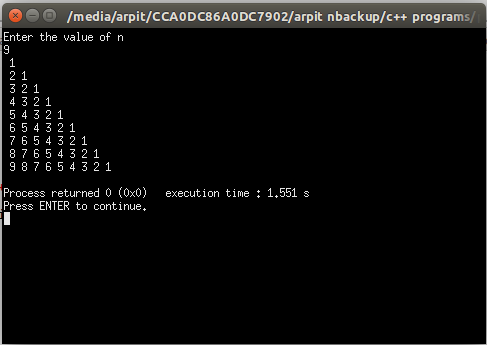 /media/arpit/CCA0DC86A0DC7902/arpit nbackup/c++ programs/
Enter the value of n
9
1
2 1
3 2 1
4 3 2 1
5 4 3 2 1
6 5 4 3 2 1
7 6 5 4 3 2 1
8 7 6 5 4 3 2 1
9 8 7 6 5 4 3 2 1
Process returned 0 (0x0)   execution time : 1.551 s
Press ENTER to continue.